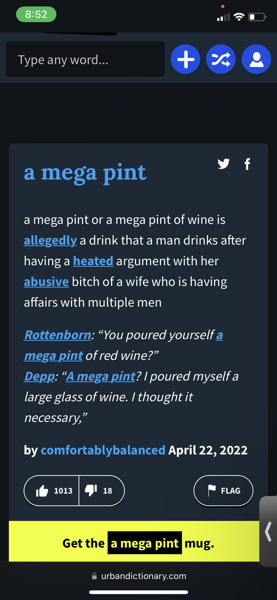 8:52
Type any word...
a mega pint
a mega pint or a mega pint of wine is
allegedly a drink that a man drinks after
having a heated argument with her
abusive bitch of a wife who is having
affairs with multiple men
Rottenborn: “You poured yourself a
mega pint of red wine?”
Depp: “A mega pint? I poured myself a
large glass of wine. I thought it
necessary,”
by comfortablybalanced April 22, 2022
1013 18 FLAG
Get the a mega pint mug.
urbandictionary.com